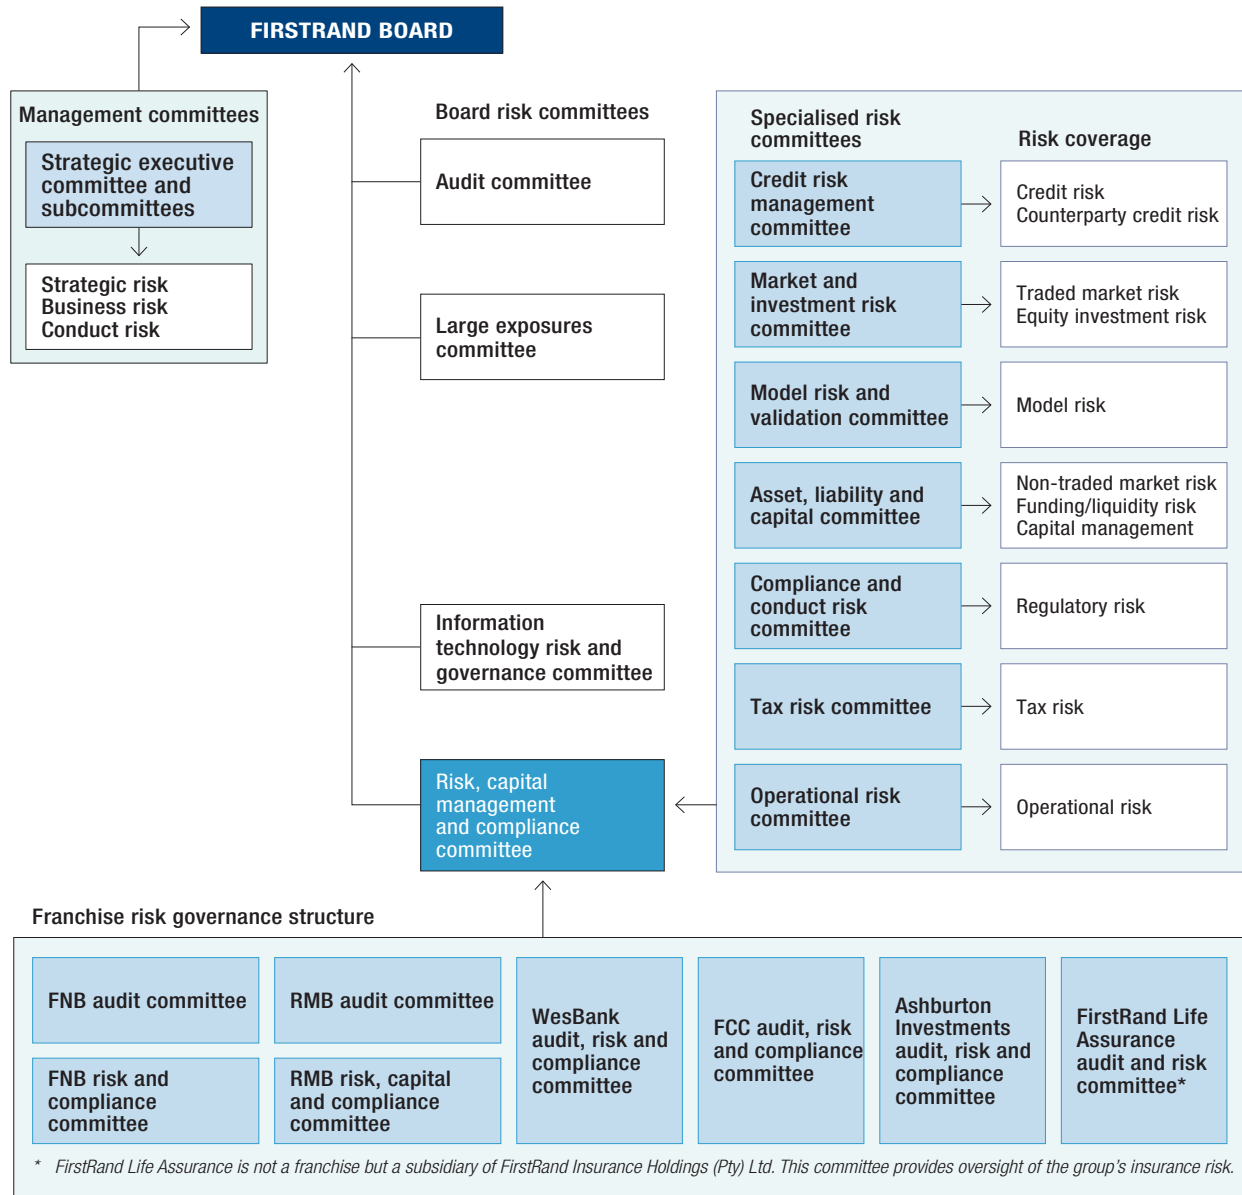 FIRSTRAND BOARD
Management committees
Strategic executive
committee and
subcommittees
Strategic risk
Business risk
Conduct risk
Board risk committees
Audit committee
Large exposures
committee
Information
technology risk and
governance committee
Risk, capital
management
and compliance
committee
Specialised risk
committees
Risk coverage
Credit risk
management
committee
Credit risk
Counterparty credit risk
Market and
investment risk
committee
Traded market risk
Equity investment risk
Model risk and
validation committee
Model risk
Asset, liability and
capital committee
Non-traded market risk
Funding/liquidity risk
Capital management
Compliance and
conduct risk
committee
Regulatory risk
Tax risk committee
Tax risk
Operational risk
committee
Operational risk
Franchise risk governance structure
FNB audit committee
RMB audit committee
FNB risk and
compliance
committee
RMB risk, capital
and compliance
committee
WesBank
audit, risk and
compliance
committee
FCC audit, risk
and compliance
committee
Ashburton
Investments
audit, risk and
compliance
committee
FirstRand Life
Assurance
audit and risk
committee*
* FirstRand Life Assurance is not a franchise but a subsidiary of FirstRand Insurance Holdings (Pty) Ltd. This committee provides oversight of the group's insurance risk.